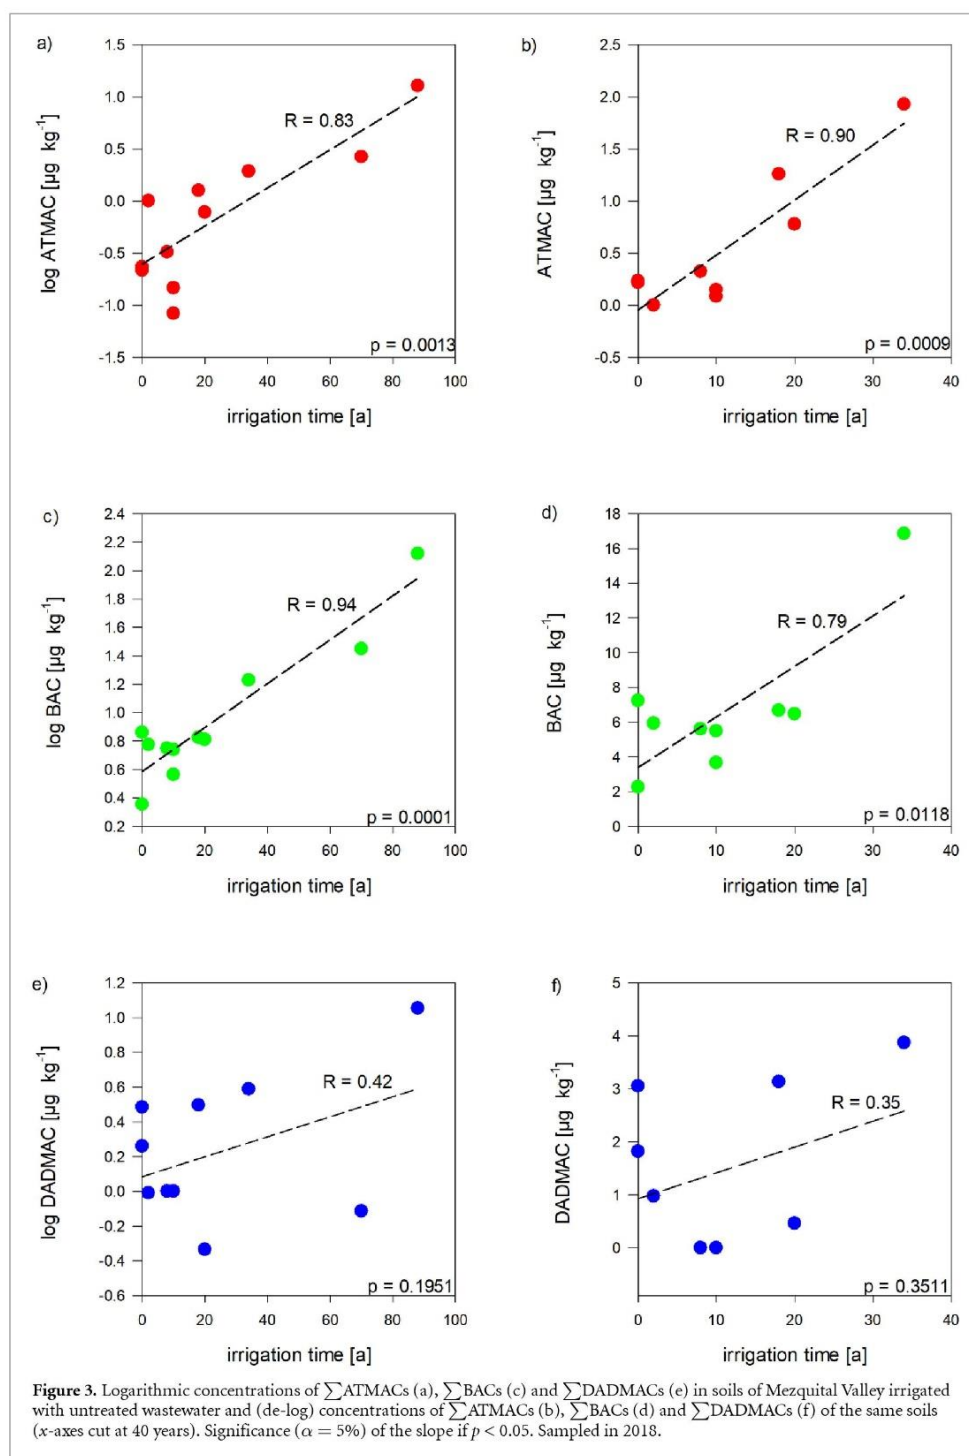 a)
1.5
1.0
0.5
0.0
-0.5
-1.0
-1.5
log ATMAC [µg kg-1]
R = 0.83
p = 0.0013
0 20 40 60 80 100
irrigation time [a]
b)
2.5
2.0
1.5
1.0
0.5
0.0
-0.5
ATMAC [µg kg-1]
R = 0.90
p = 0.0009
0 10 20 30 40
irrigation time [a]
c)
2.4
2.2
2.0
1.8
1.6
1.4
1.2
1.0
0.8
0.6
0.4
0.2
log BAC [µg kg-1]
R = 0.94
p = 0.0001
0 20 40 60 80 100
irrigation time [a]
d)
18
16
14
12
10
8
6
4
2
0
BAC [µg kg-1]
R = 0.79
p = 0.0118
0 10 20 30 40
irrigation time [a]
e)
1.2
1.0
0.8
0.6
0.4
0.2
0.0
-0.2
-0.4
-0.6
log DADMAC [µg kg-1]
R = 0.42
p = 0.1951
0 20 40 60 80 100
irrigation time [a]
f)
5
4
3
2
1
0
DADMAC [µg kg-1]
R = 0.35
p = 0.3511
0 10 20 30 40
irrigation time [a]
Figure 3. Logarithmic concentrations of ∑ATMACs (a), ∑BACs (c) and ∑DADMACs (e) in soils of Mezquital Valley irrigated
with untreated wastewater and (de-log) concentrations of ∑ATMACs (b), ∑BACs (d) and ∑DADMACs (f) of the same soils
(x-axes cut at 40 years). Significance (α = 5%) of the slope if p < 0.05. Sampled in 2018.